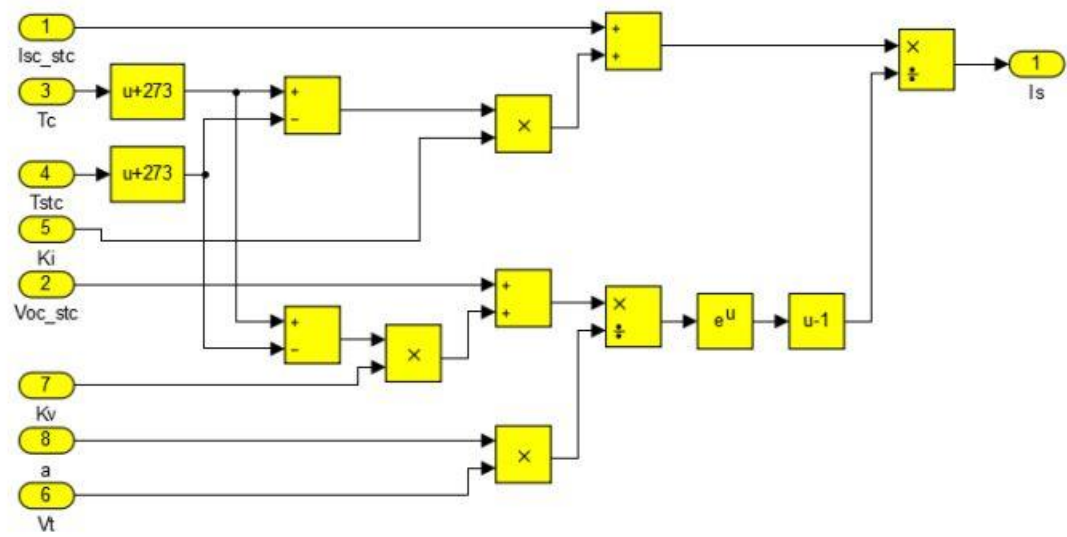 1
Isc_stc
3
Tc
u+273
4
Tstc
u+273
5
Ki
2
Voc_stc
7
Kv
8
a
6
Vt
+
−
×
+
+
+
−
×
+
+
×
×
÷
e^u
u-1
×
÷
1
Is